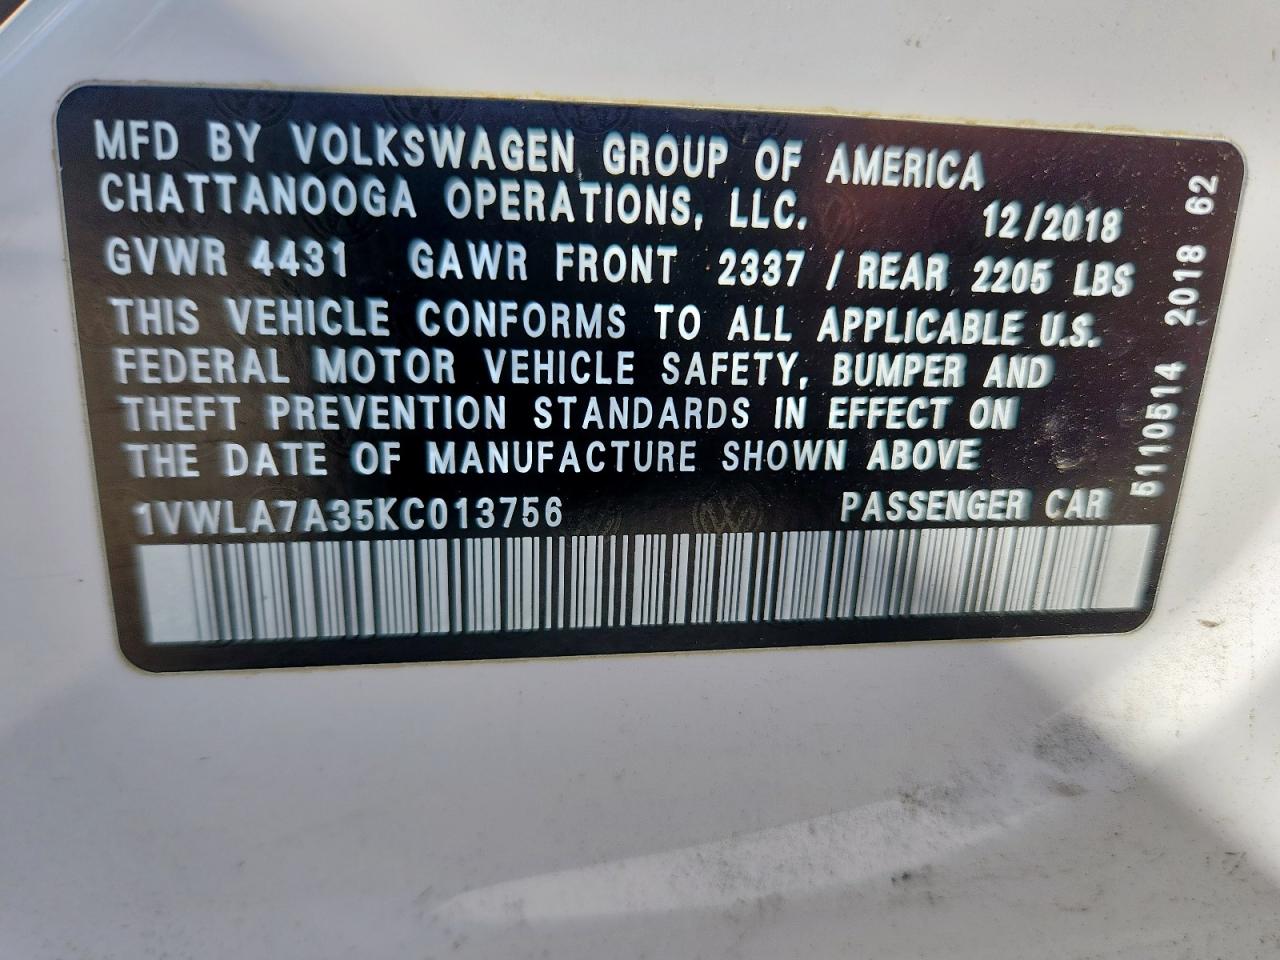 MFD BY VOLKSWAGEN GROUP OF AMERICA
CHATTANOOGA OPERATIONS, LLC. 12/2018
GVWR 4431 GAWR FRONT 2337 / REAR 2205 LBS
THIS VEHICLE CONFORMS TO ALL APPLICABLE U.S.
FEDERAL MOTOR VEHICLE SAFETY, BUMPER AND
THEFT PREVENTION STANDARDS IN EFFECT ON
THE DATE OF MANUFACTURE SHOWN ABOVE
1VWLA7A35KC013756 PASSENGER CAR
5110514 2018 62